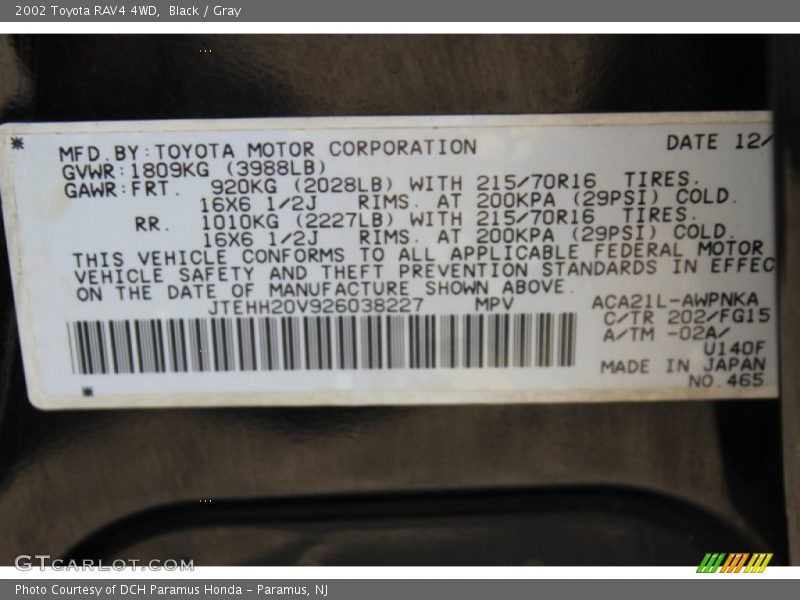 2002 Toyota RAV4 4WD, Black / Gray
MFD.BY:TOYOTA MOTOR CORPORATION DATE 12/
GVWR:1809KG (3988LB)
GAWR:FRT. 920KG (2028LB) WITH 215/70R16 TIRES.
16X6 1/2J RIMS. AT 200KPA (29PSI) COLD.
RR. 1010KG (2227LB) WITH 215/70R16 TIRES.
16X6 1/2J RIMS. AT 200KPA (29PSI) COLD.
THIS VEHICLE CONFORMS TO ALL APPLICABLE FEDERAL MOTOR
VEHICLE SAFETY AND THEFT PREVENTION STANDARDS IN EFFEC
ON THE DATE OF MANUFACTURE SHOWN ABOVE.
JTEHH20V926038227 MPV ACA21L-AWPNKA
C/TR 202/FG15
A/TM -02A/
U140F
MADE IN JAPAN
NO.465
GTCARLOT.COM
Photo Courtesy of DCH Paramus Honda - Paramus, NJ